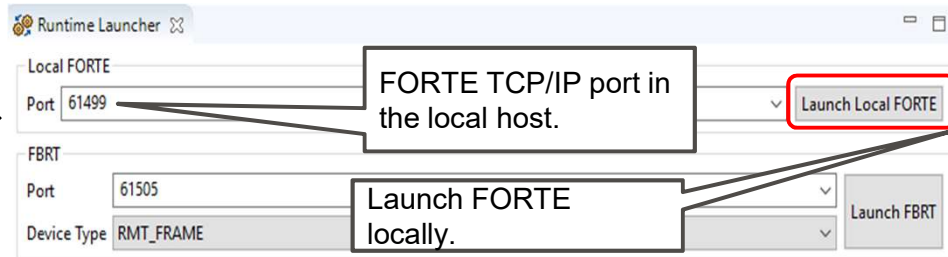 Runtime Launcher
Local FORTE
Port 61499
FORTE TCP/IP port in
the local host.
Launch Local FORTE
FBRT
Port 61505
Launch FORTE
locally.
Launch FBRT
Device Type RMT_FRAME